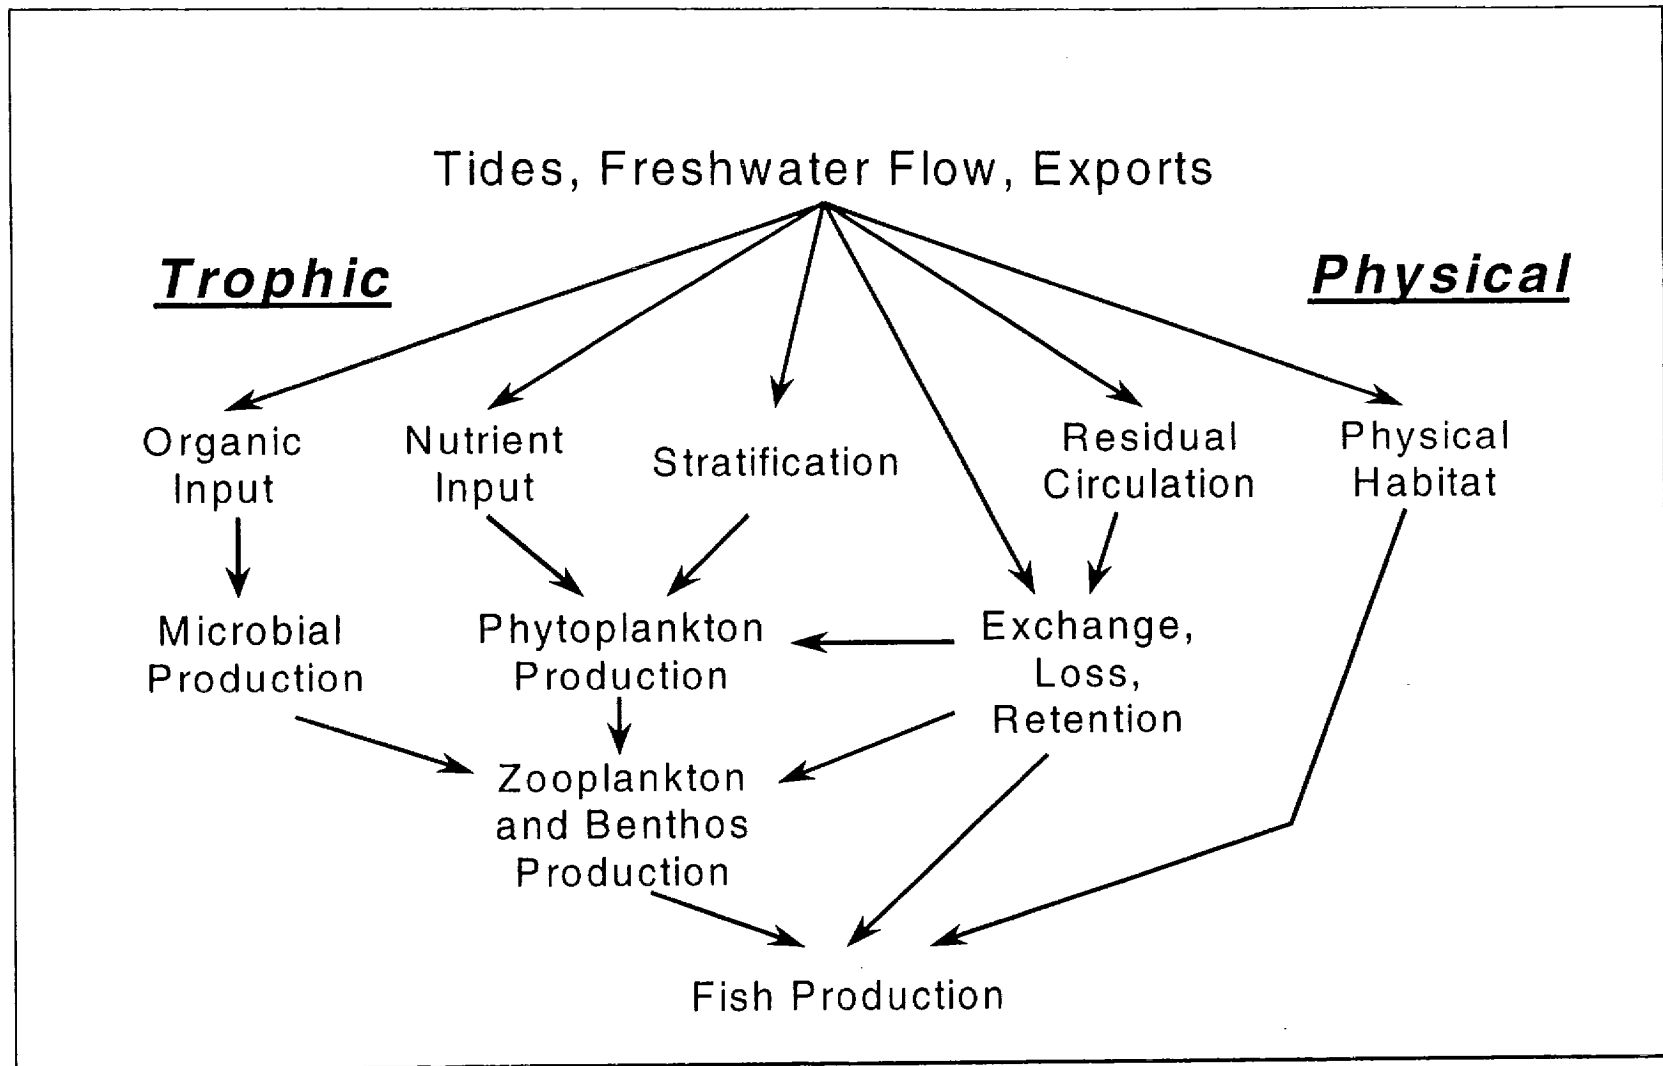 Tides, Freshwater Flow, Exports
Trophic
Physical
Organic
Input
Nutrient
Input
Stratification
Residual
Circulation
Physical
Habitat
Microbial
Production
Phytoplankton
Production
Exchange,
Loss,
Retention
Zooplankton
and Benthos
Production
Fish Production